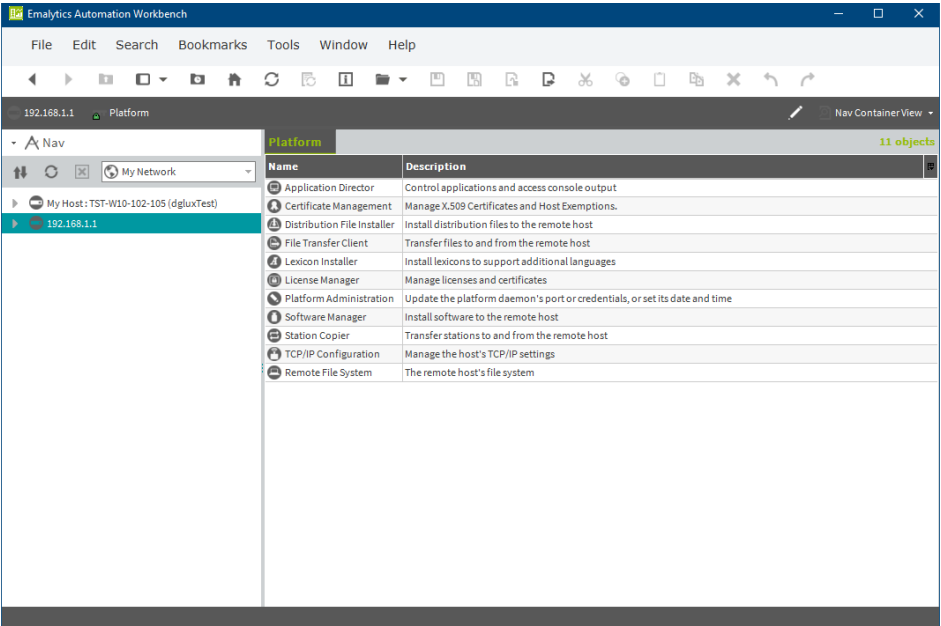 Emalytics Automation Workbench
File Edit Search Bookmarks Tools Window Help
192.168.1.1 Platform Nav Container View
Nav Platform 11 objects
My Network Name Description
My Host : TST-W10-102-105 (dgluxTest)
192.168.1.1
Application Director Control applications and access console output
Certificate Management Manage X.509 Certificates and Host Exemptions.
Distribution File Installer Install distribution files to the remote host
File Transfer Client Transfer files to and from the remote host
Lexicon Installer Install lexicons to support additional languages
License Manager Manage licenses and certificates
Platform Administration Update the platform daemon's port or credentials, or set its date and time
Software Manager Install software to the remote host
Station Copier Transfer stations to and from the remote host
TCP/IP Configuration Manage the host's TCP/IP settings
Remote File System The remote host's file system